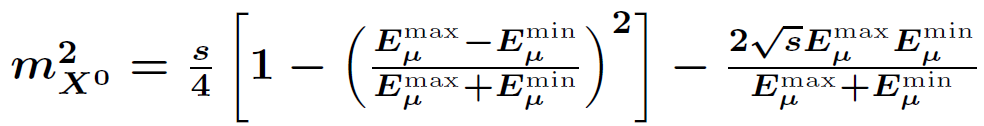 m_{X^0}^2 = \frac{s}{4} \left[ 1 - \left( \frac{E_\mu^{\max} - E_\mu^{\min}}{E_\mu^{\max} + E_\mu^{\min}} \right)^2 \right] - \frac{2\sqrt{s} E_\mu^{\max} E_\mu^{\min}}{E_\mu^{\max} + E_\mu^{\min}}